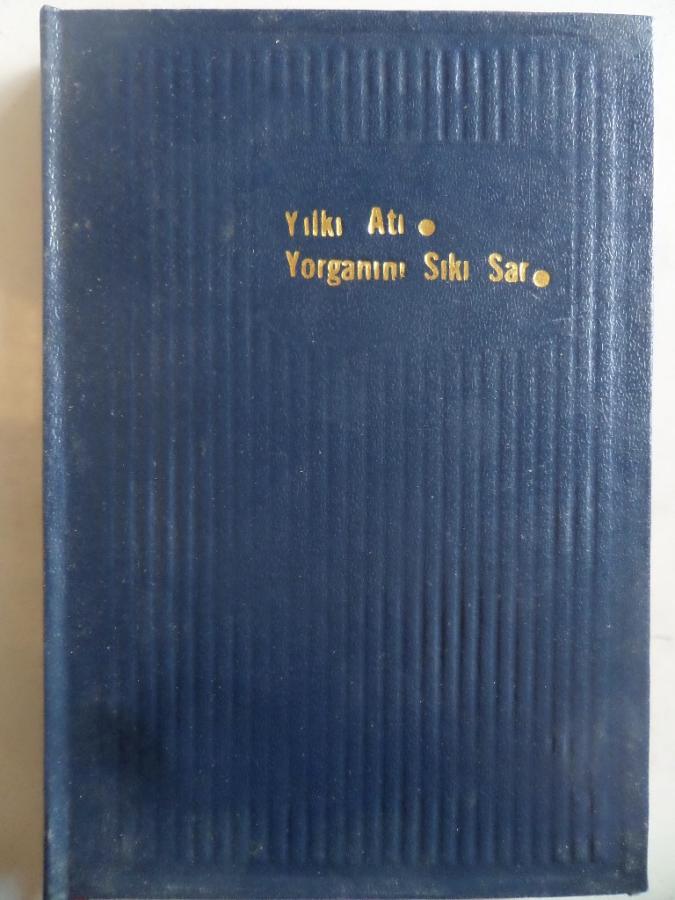 Yılkı Atı •
Yorganını Sıkı Sar •